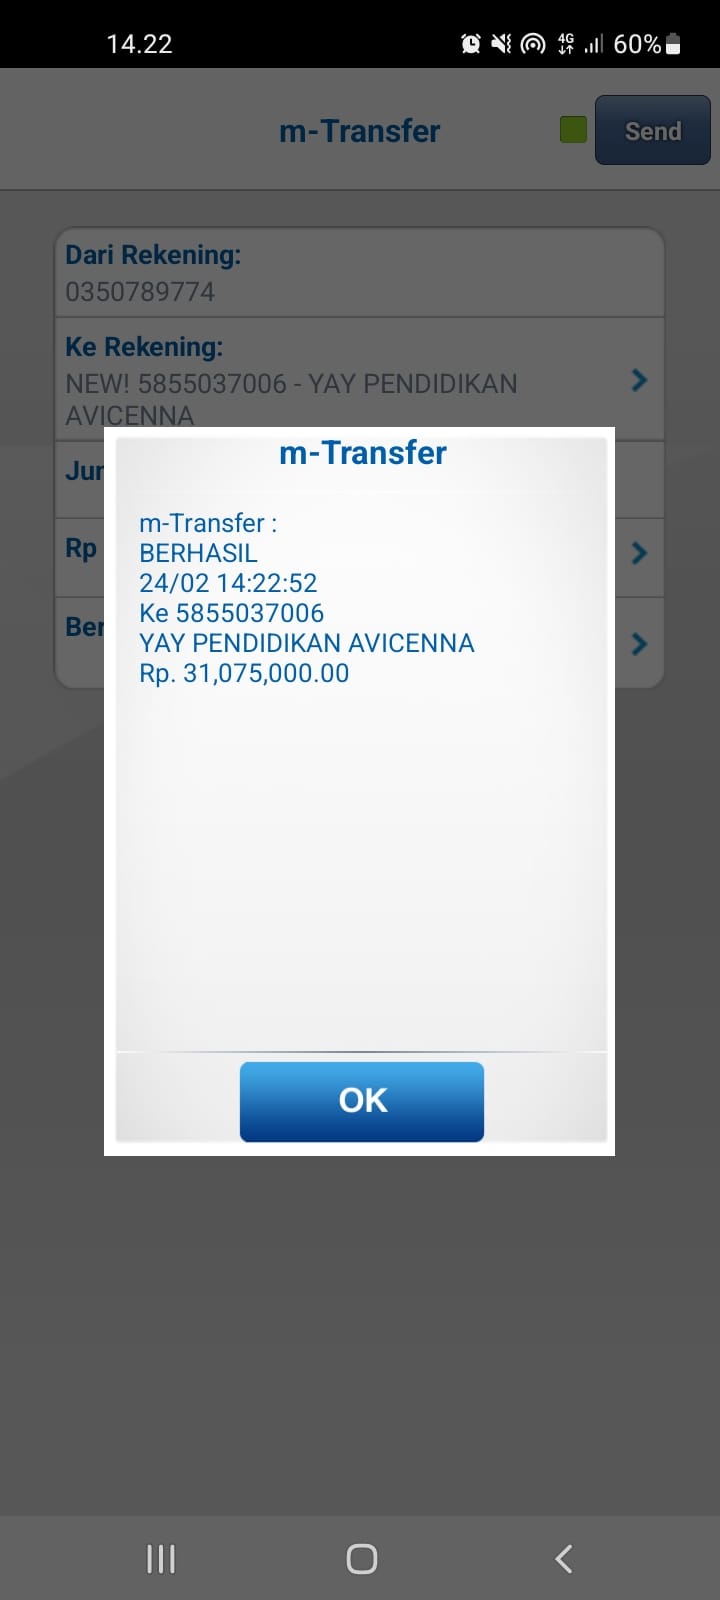 14.22
4G
60%
m-Transfer
Send
Dari Rekening:
0350789774
Ke Rekening:
NEW! 5855037006 - YAY PENDIDIKAN
AVICENNA
Jur
Rp
Ber
m-Transfer
m-Transfer :
BERHASIL
24/02 14:22:52
Ke 5855037006
YAY PENDIDIKAN AVICENNA
Rp. 31,075,000.00
OK